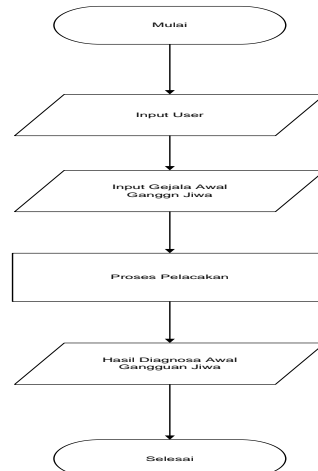 Mulai
Input User
Input Gejala Awal
Ganggn Jiwa
Proses Pelacakan
Hasil Diagnosa Awal
Gangguan Jiwa
Selesai